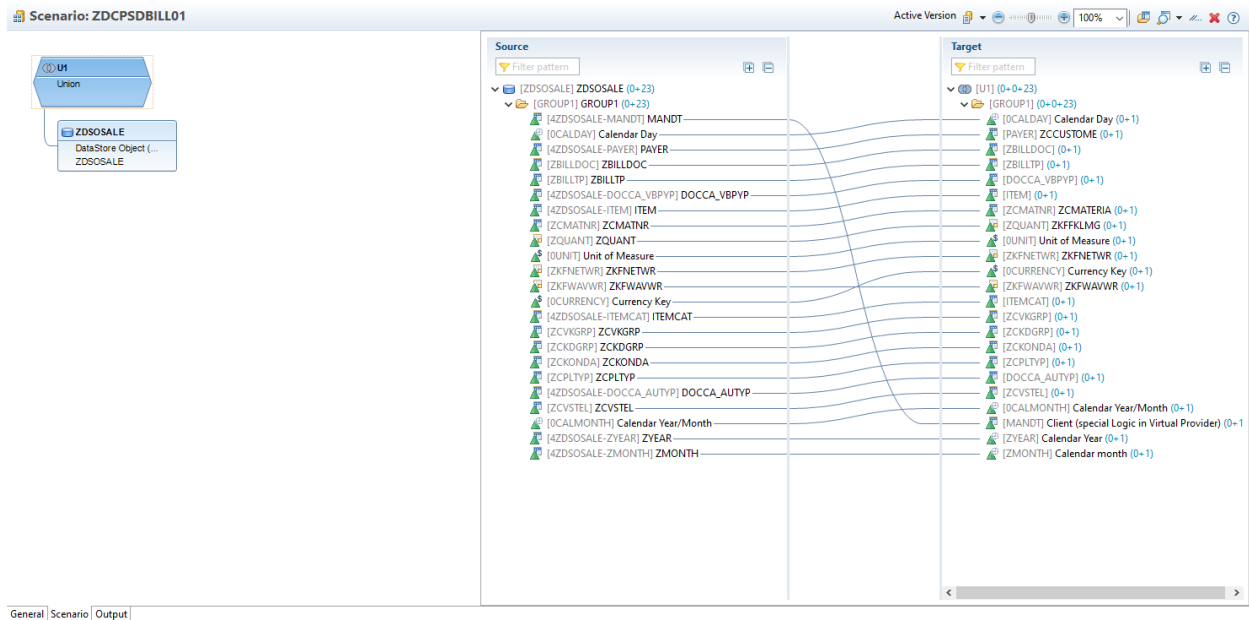 Scenario: ZDCPSDBILL01
Active Version
100%
U1
Union
ZDSOSALE
DataStore Object (...
ZDSOSALE
Source
Filter pattern
[ZDSOSALE] ZDSOSALE (0+23)
[GROUP1] GROUP1 (0+23)
[4ZDSOSALE-MANDT] MANDT
[0CALDAY] Calendar Day
[4ZDSOSALE-PAYER] PAYER
[ZBILLDOC] ZBILLDOC
[ZBILLTP] ZBILLTP
[4ZDSOSALE-DOCCA_VBPYP] DOCCA_VBPYP
[4ZDSOSALE-ITEM] ITEM
[ZCMATNR] ZCMATNR
[ZQUANT] ZQUANT
[0UNIT] Unit of Measure
[ZKFNETWR] ZKFNETWR
[ZKFWAVWR] ZKFWAVWR
[0CURRENCY] Currency Key
[4ZDSOSALE-ITEMCAT] ITEMCAT
[ZCVKGRP] ZCVKGRP
[ZCKDGRP] ZCKDGRP
[ZCKONDA] ZCKONDA
[ZCPLTYP] ZCPLTYP
[4ZDSOSALE-DOCCA_AUTYP] DOCCA_AUTYP
[ZCVSTEL] ZCVSTEL
[0CALMONTH] Calendar Year/Month
[4ZDSOSALE-ZYEAR] ZYEAR
[4ZDSOSALE-ZMONTH] ZMONTH
Target
Filter pattern
[U1] (0+0+23)
[GROUP1] (0+0+23)
[0CALDAY] Calendar Day (0+1)
[PAYER] ZCCUSTOME (0+1)
[ZBILLDOC] (0+1)
[ZBILLTP] (0+1)
[DOCCA_VBPYP] (0+1)
[ITEM] (0+1)
[ZCMATNR] ZCMATERIA (0+1)
[ZQUANT] ZKFFKLMG (0+1)
[0UNIT] Unit of Measure (0+1)
[ZKFNETWR] ZKFNETWR (0+1)
[0CURRENCY] Currency Key (0+1)
[ZKFWAVWR] ZKFWAVWR (0+1)
[ITEMCAT] (0+1)
[ZCVKGRP] (0+1)
[ZCKDGRP] (0+1)
[ZCKONDA] (0+1)
[ZCPLTYP] (0+1)
[DOCCA_AUTYP] (0+1)
[ZCVSTEL] (0+1)
[0CALMONTH] Calendar Year/Month (0+1)
[MANDT] Client (special Logic in Virtual Provider) (0+1
[ZYEAR] Calendar Year (0+1)
[ZMONTH] Calendar month (0+1)
General Scenario Output